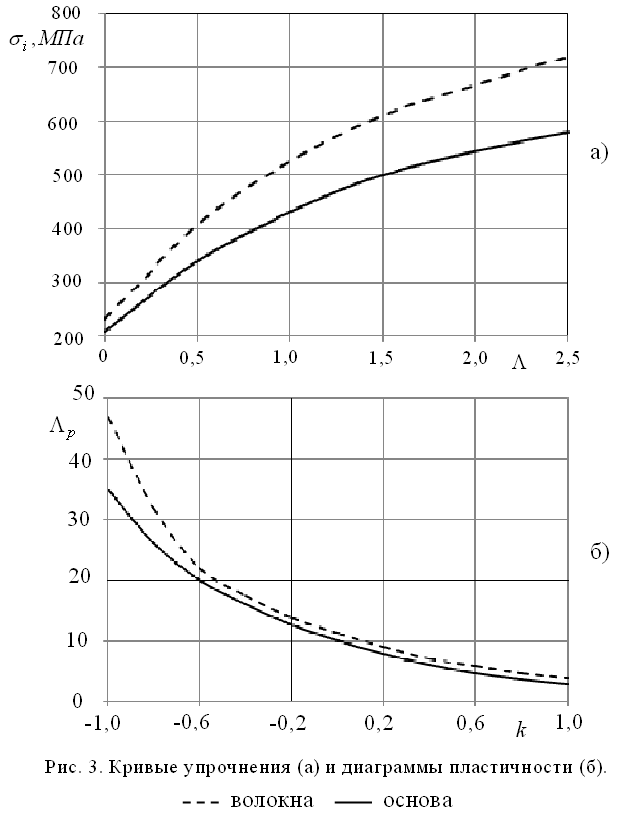 800
σi, МПа
700
600
500
400
300
200
0 0,5 1,0 1,5 2,0 Λ 2,5
а)
50
Λp
40
30
20
10
0
-1,0 -0,6 -0,2 0,2 0,6 k 1,0
б)
Рис. 3. Кривые упрочнения (а) и диаграммы пластичности (б).
волокна основа